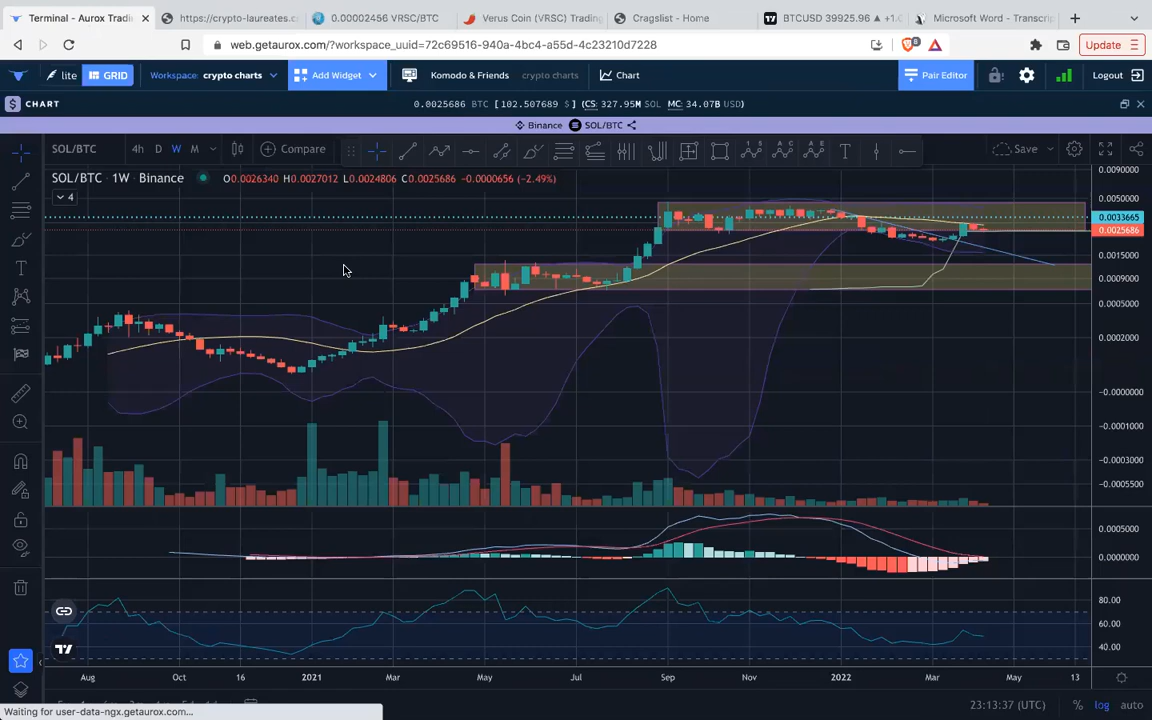 Terminal - Aurox Tradi
https://crypto-laureates.c
0.00002456 VRSC/BTC
Verus Coin (VRSC) Trading
Cragslist - Home
BTCUSD 39925.96 ▲ +1.
Microsoft Word - Transcri
web.getaurox.com/?workspace_uuid=72c69516-940a-4bc4-a55d-4c23210d7228
8
Update
lite
GRID
Workspace: crypto charts
Add Widget
Komodo & Friends
crypto charts
Chart
Pair Editor
Logout
CHART
0.0025686 BTC [102.507689 $] (CS: 327.95M SOL MC: 34.07B USD)
Binance SOL/BTC
SOL/BTC
4h D W M
Compare
Save
SOL/BTC · 1W · Binance
O0.0026340 H0.0027012 L0.0024806 C0.0025686 -0.0000656 (-2.49%)
4
0.0090000
0.0050000
0.0033665
0.0025686
0.0015000
0.0009000
0.0005000
0.0002000
-0.0000000
-0.0001000
-0.0003000
-0.0005500
0.0005000
0.0000000
80.00
60.00
40.00
Aug Oct 16 2021 Mar May Jul Sep Nov 2022 Mar May 13
23:13:37 (UTC)
% log auto
Waiting for user-data-ngx.getaurox.com...